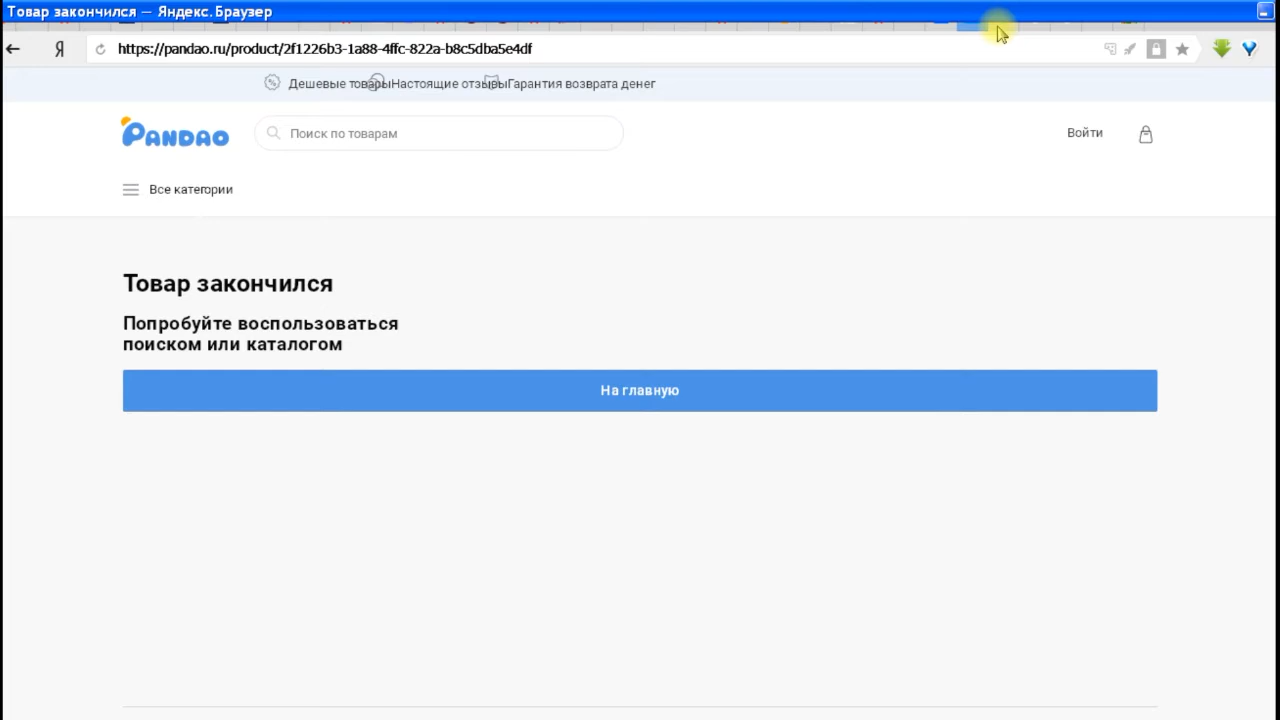 Товар закончился — Яндекс.Браузер
Я
https://pandao.ru/product/2f1226b3-1a88-4ffc-822a-b8c5dba5e4df
Дешевые товары Настоящие отзывы Гарантия возврата денег
PANDAO
Поиск по товарам
Войти
Все категории
Товар закончился
Попробуйте воспользоваться
поиском или каталогом
На главную